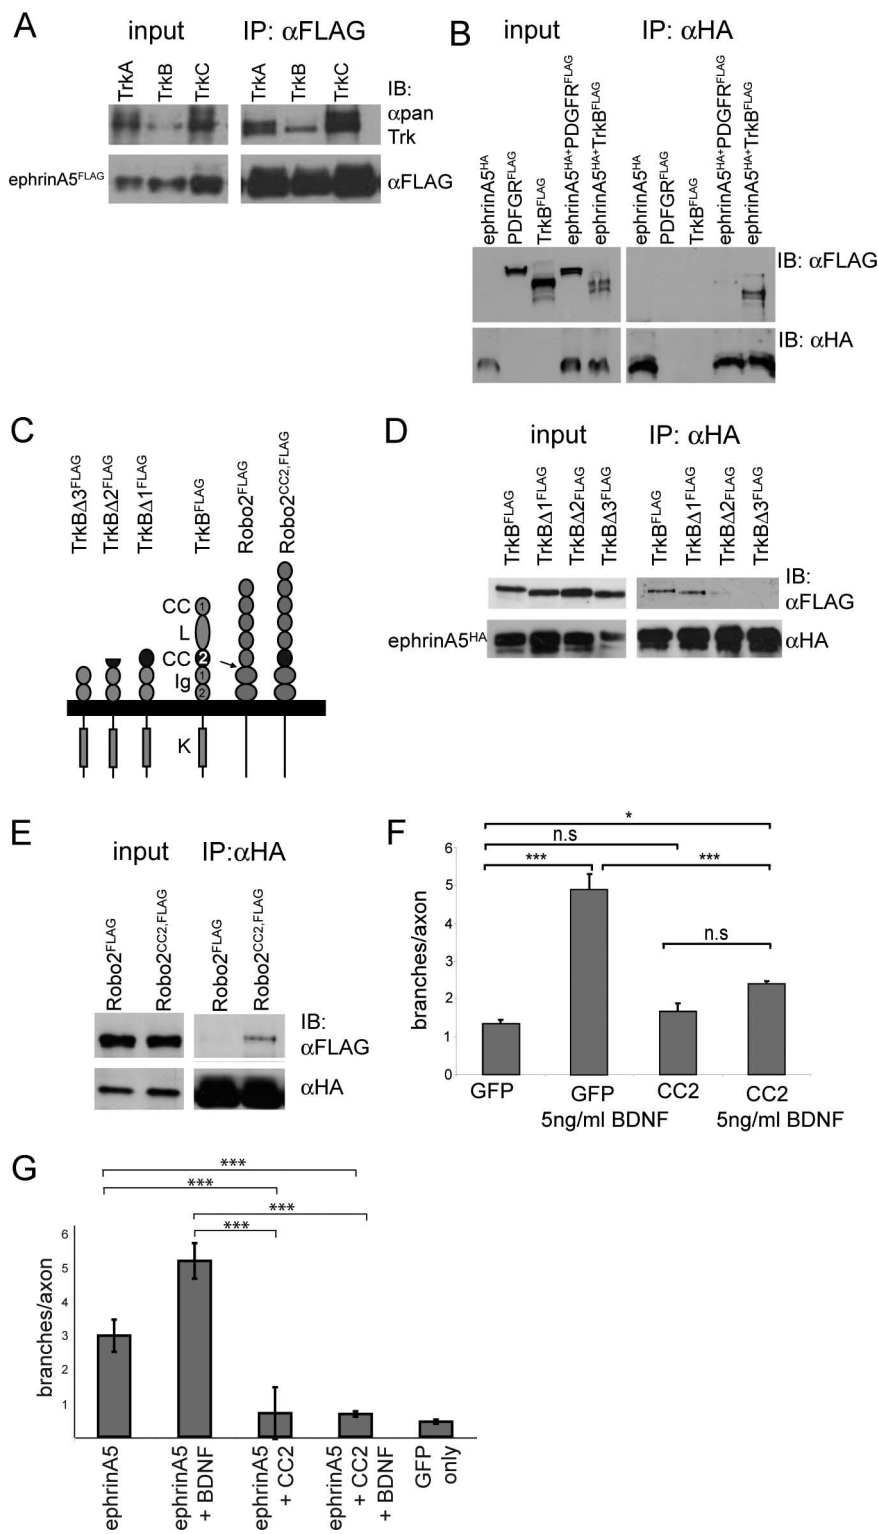 A
input IP: αFLAG
TrkA TrkB TrkC TrkA TrkB TrkC
IB:
αpan
Trk
ephrinA5FLAG αFLAG
B
input IP: αHA
ephrinA5HA PDFGRFLAG TrkBFLAG ephrinA5HA+PDGFRFLAG ephrinA5HA+TrkBFLAG ephrinA5HA PDFGRFLAG TrkBFLAG ephrinA5HA+PDGFRFLAG ephrinA5HA+TrkBFLAG
IB: αFLAG
IB: αHA
C
TrkBΔ3FLAG TrkBΔ2FLAG TrkBΔ1FLAG TrkBFLAG Robo2FLAG Robo2CC2,FLAG
CC 1
L
CC 2
Ig 1
2
K
D
input IP: αHA
TrkBFLAG TrkBΔ1FLAG TrkBΔ2FLAG TrkBΔ3FLAG TrkBFLAG TrkBΔ1FLAG TrkBΔ2FLAG TrkBΔ3FLAG
IB:
αFLAG
ephrinA5HA αHA
E
input IP:αHA
Robo2FLAG Robo2CC2,FLAG Robo2FLAG Robo2CC2,FLAG
IB:
αFLAG
αHA
F
*
n.s
*** ***
n.s
branches/axon
6
5
4
3
2
1
0
GFP GFP CC2 CC2
5ng/ml BDNF 5ng/ml BDNF
G
***
***
***
***
branches/axon
6
5
4
3
2
1
ephrinA5
ephrinA5
+ BDNF
ephrinA5
+ CC2
ephrinA5
+ CC2
+ BDNF
GFP
only